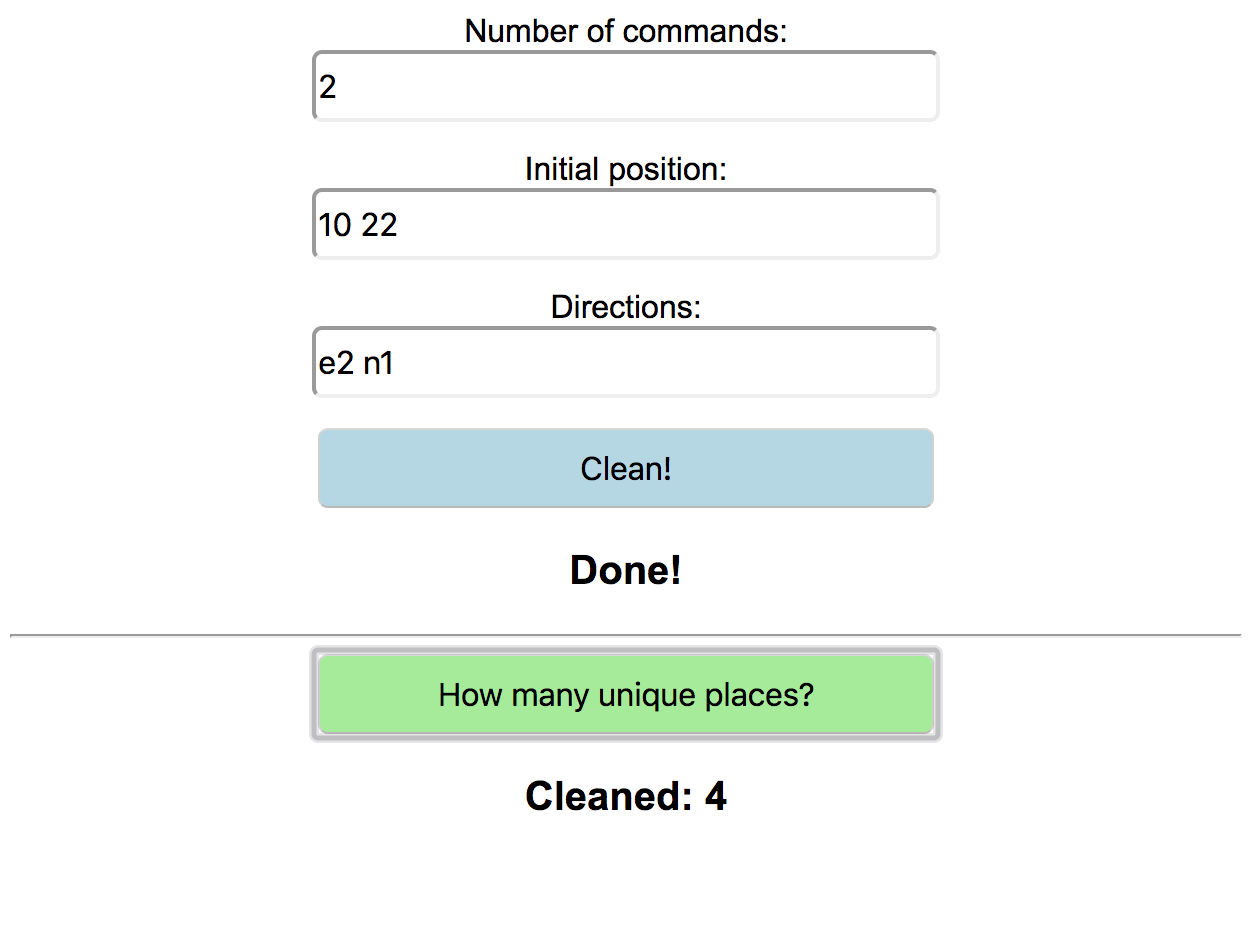 Number of commands:
2
Initial position:
10 22
Directions:
e2 n1
Clean!
Done!
How many unique places?
Cleaned: 4